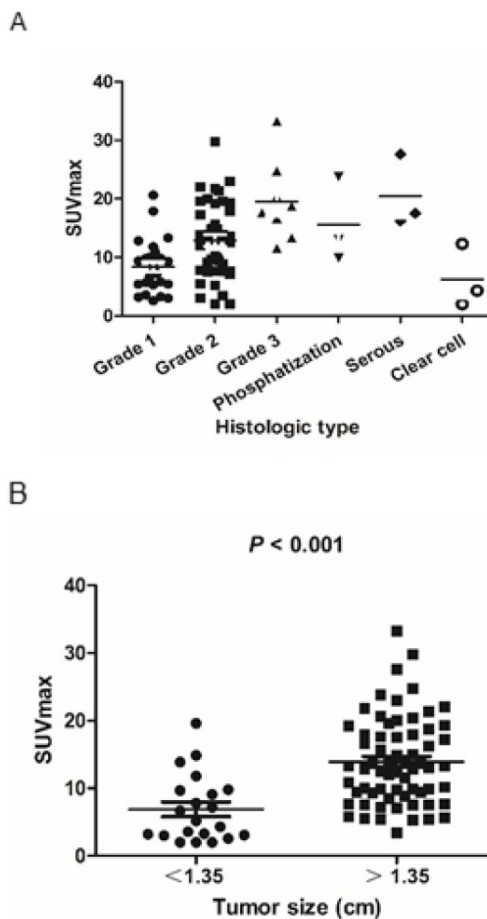 A
40
30
20
10
0
SUVmax
Grade 1
Grade 2
Grade 3
Phosphatization
Serous
Clear cell
Histologic type
B
P < 0.001
40
30
20
10
0
SUVmax
<1.35
> 1.35
Tumor size (cm)